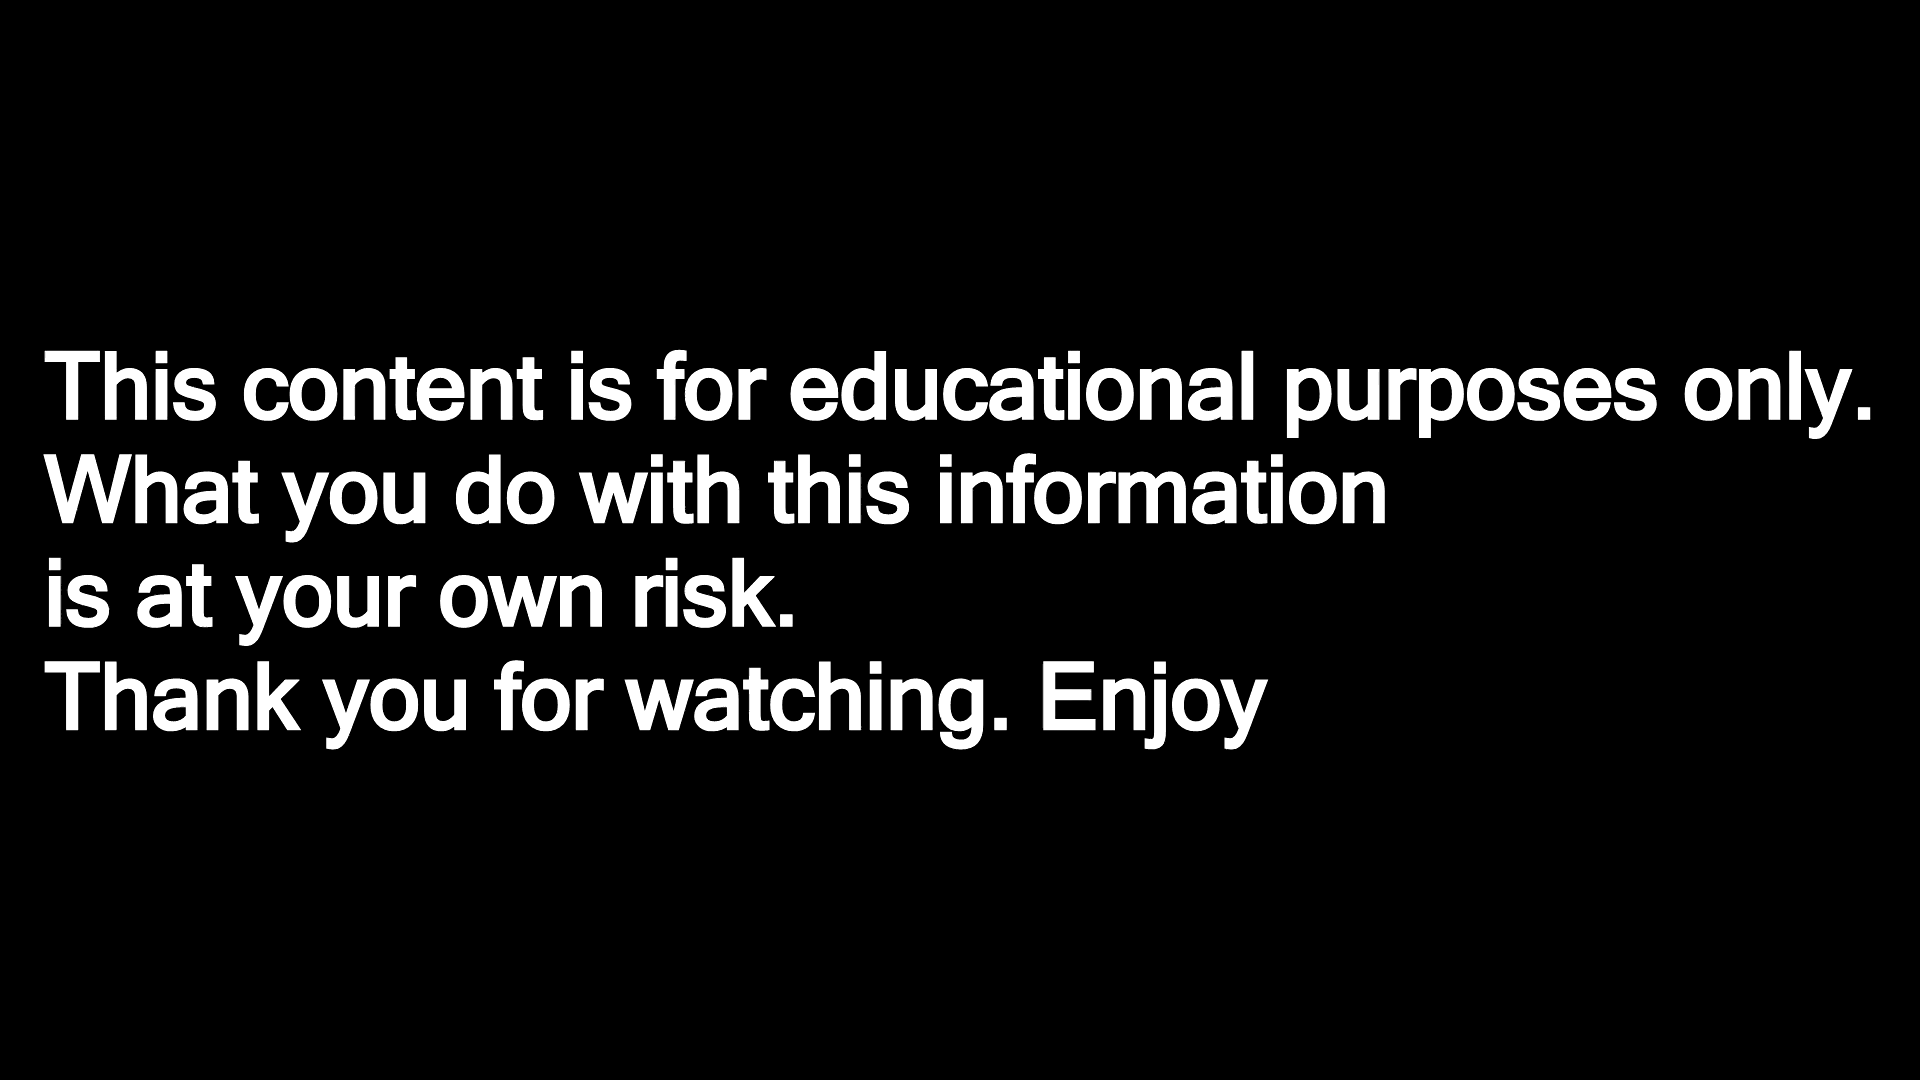 This content is for educational purposes only.
What you do with this information
is at your own risk.
Thank you for watching. Enjoy